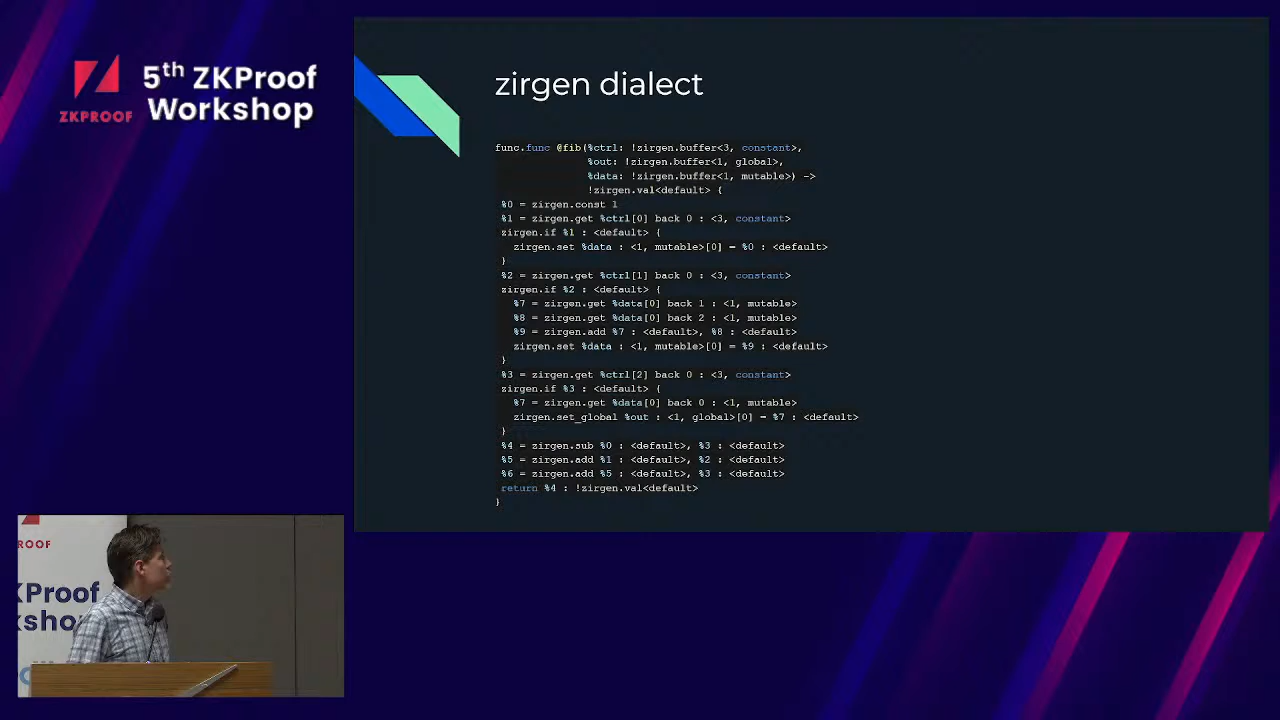 5th ZKProof
Workshop
ZKPROOF
zirgen dialect
func.func @fib(%ctrl: !zirgen.buffer<3, constant>,
%out: !zirgen.buffer<1, global>,
%data: !zirgen.buffer<1, mutable>) ->
!zirgen.val<default> {
%0 = zirgen.const 1
%1 = zirgen.get %ctrl[0] back 0 : <3, constant>
zirgen.if %1 : <default> {
zirgen.set %data : <1, mutable>[0] = %0 : <default>
}
%2 = zirgen.get %ctrl[1] back 0 : <3, constant>
zirgen.if %2 : <default> {
%7 = zirgen.get %data[0] back 1 : <1, mutable>
%8 = zirgen.get %data[0] back 2 : <1, mutable>
%9 = zirgen.add %7 : <default>, %8 : <default>
zirgen.set %data : <1, mutable>[0] = %9 : <default>
}
%3 = zirgen.get %ctrl[2] back 0 : <3, constant>
zirgen.if %3 : <default> {
%7 = zirgen.get %data[0] back 0 : <1, mutable>
zirgen.set_global %out : <1, global>[0] = %7 : <default>
}
%4 = zirgen.sub %0 : <default>, %3 : <default>
%5 = zirgen.add %1 : <default>, %2 : <default>
%6 = zirgen.add %5 : <default>, %3 : <default>
return %4 : !zirgen.val<default>
}
ROOF
KProof
ksho